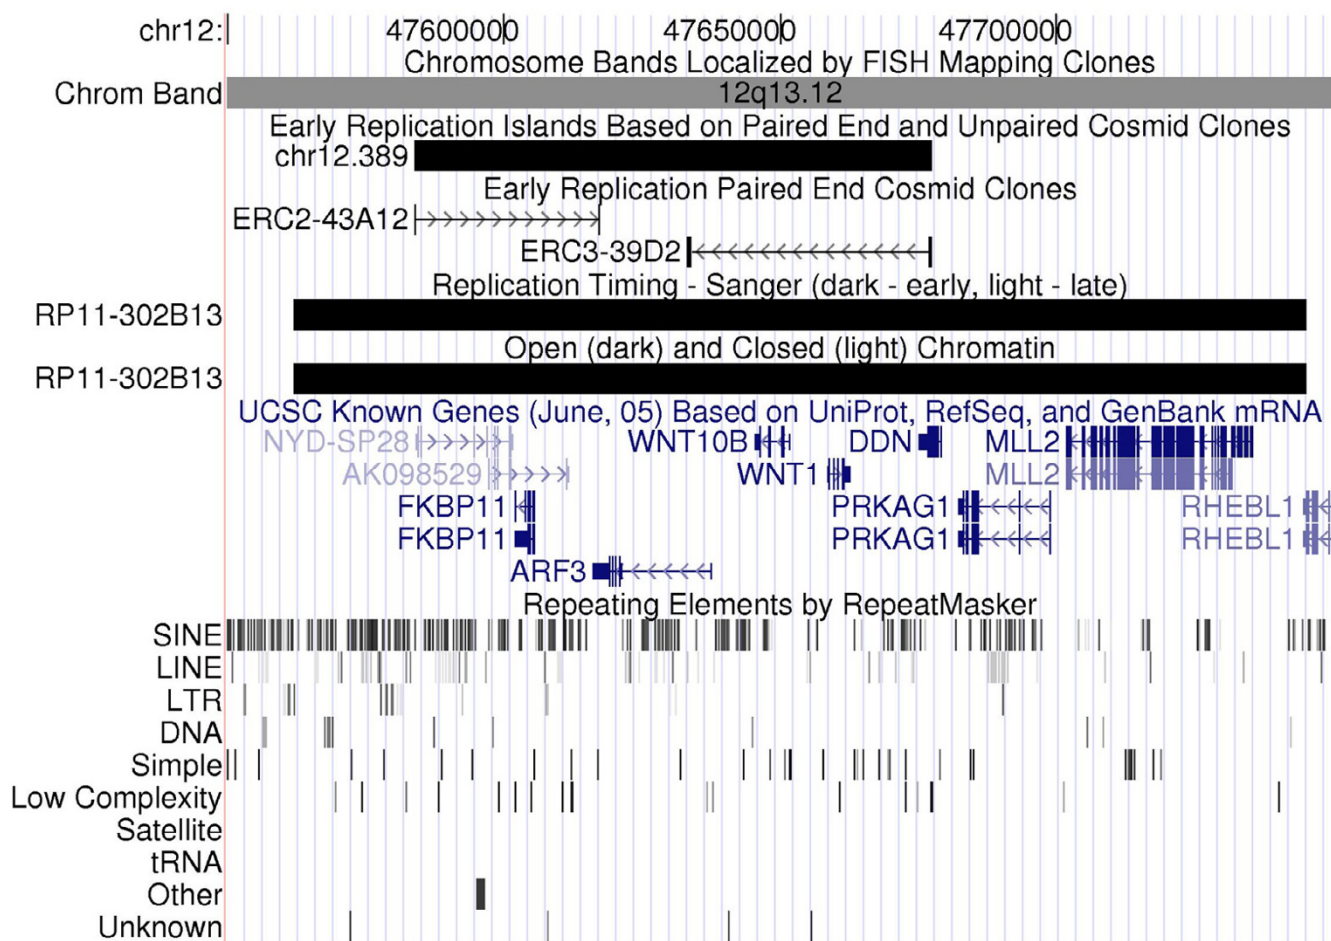 chr12: 47600000 47650000 47700000
Chromosome Bands Localized by FISH Mapping Clones
Chrom Band 12q13.12
Early Replication Islands Based on Paired End and Unpaired Cosmid Clones
chr12.389
Early Replication Paired End Cosmid Clones
ERC2-43A12
ERC3-39D2
Replication Timing - Sanger (dark - early, light - late)
RP11-302B13
Open (dark) and Closed (light) Chromatin
RP11-302B13
UCSC Known Genes (June, 05) Based on UniProt, RefSeq, and GenBank mRNA
NYD-SP28 WNT10B DDN MLL2
AK098529 WNT1 MLL2
FKBP11 PRKAG1 RHEBL1
FKBP11 PRKAG1 RHEBL1
ARF3
Repeating Elements by RepeatMasker
SINE
LINE
LTR
DNA
Simple
Low Complexity
Satellite
tRNA
Other
Unknown